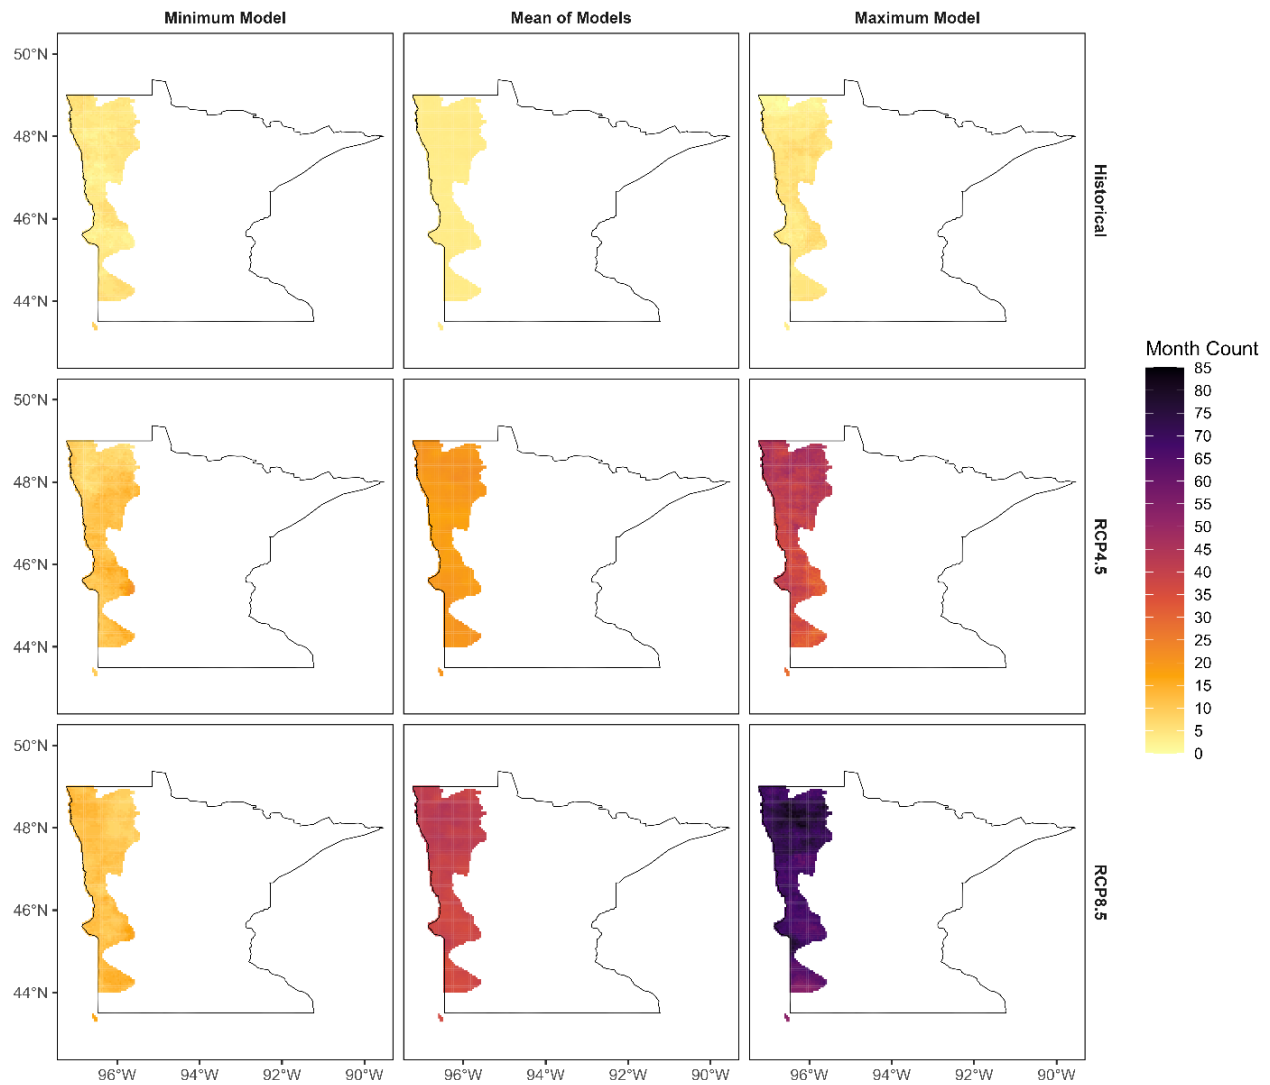 Minimum Model
Mean of Models
Maximum Model
50°N
48°N
46°N
44°N
Historical
50°N
48°N
46°N
44°N
RCP4.5
50°N
48°N
46°N
44°N
RCP8.5
96°W 94°W 92°W 90°W
96°W 94°W 92°W 90°W
96°W 94°W 92°W 90°W
Month Count
85
80
75
70
65
60
55
50
45
40
35
30
25
20
15
10
5
0